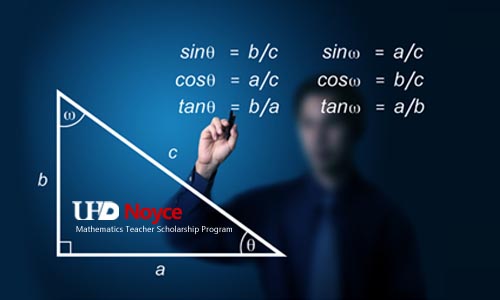 sinθ = b/c sinω = a/c
cosθ = a/c cosω = b/c
tanθ = b/a tanω = a/b
ω
c
b
UHD Noyce
Mathematics Teacher Scholarship Program
θ
a